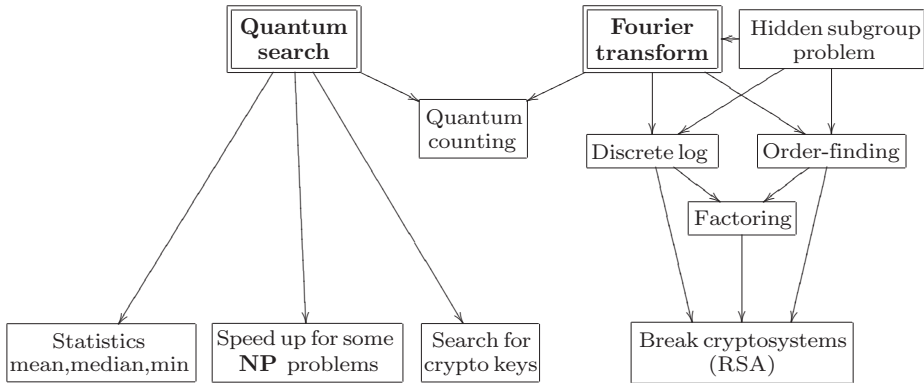 Quantum
search
Fourier
transform
Hidden subgroup
problem
Quantum
counting
Discrete log
Order-finding
Factoring
Statistics
mean,median,min
Speed up for some
NP problems
Search for
crypto keys
Break cryptosystems
(RSA)